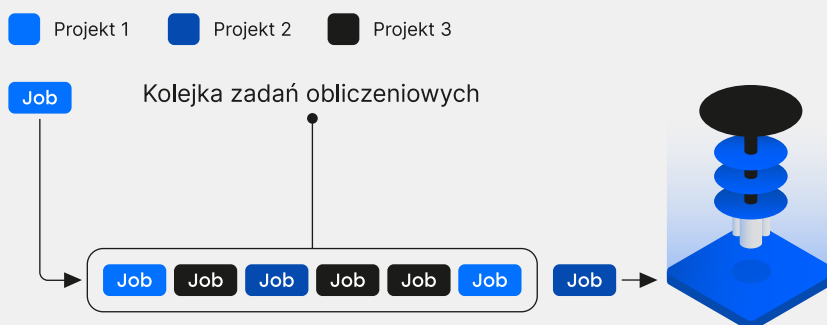 Projekt 1 Projekt 2 Projekt 3
Job
Kolejka zadań obliczeniowych
Job Job Job Job Job Job Job